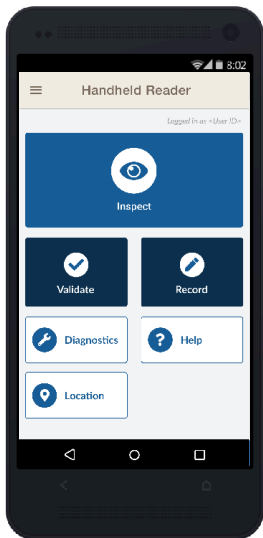 8:02
Handheld Reader
Logged in as <User ID>
Inspect
Validate
Record
Diagnostics
Help
Location